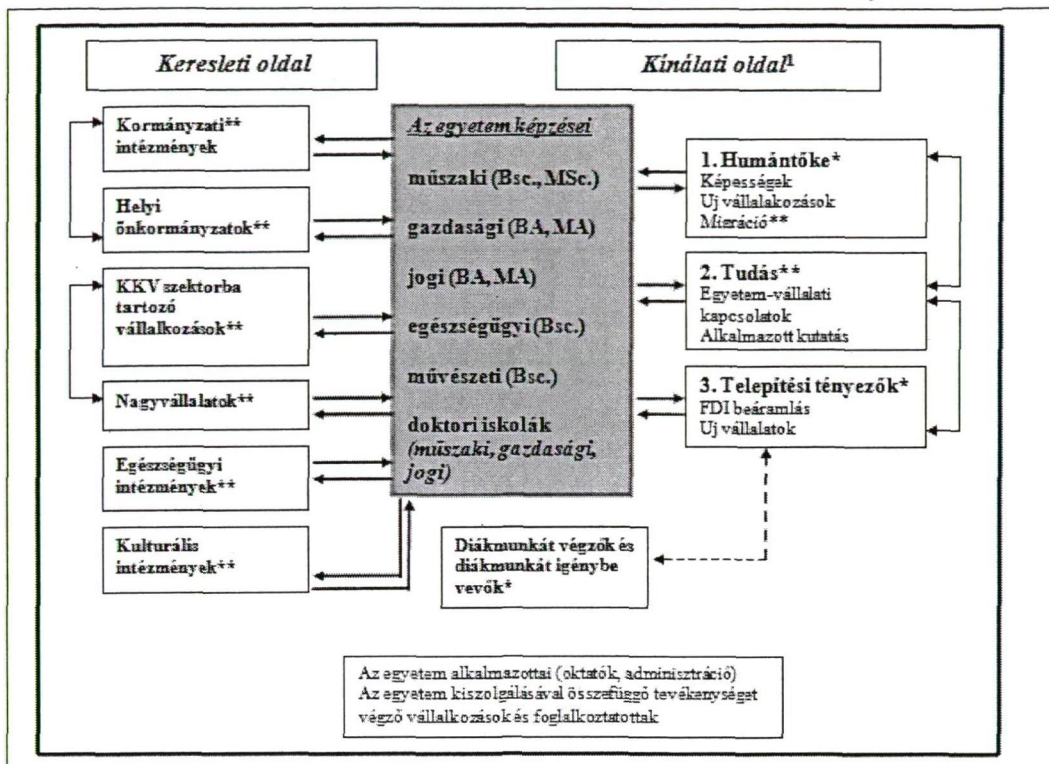 Keresleti oldal
Kínálati oldal¹
Kormányzati**
intézmények
Helyi
önkormányzatok**
KKV szektorba
tartozó
vállalkozások**
Nagyvállalatok**
Egészségügyi
intézmények**
Kulturális
intézmények**
Az egyetem képzései
műszaki (Bsc., MSc.)
gazdasági (BA, MA)
jogi (BA, MA)
egészségügyi (Bsc.)
művészeti (Bsc.)
doktori iskolák
(műszaki, gazdasági,
jogi)
1. Humántőke*
Képességek
Uj vállalakozások
Migráció**
2. Tudás**
Egyetem-vállalati
kapcsolatok
Alkalmazott kutatás
3. Telepítési tényezők*
FDI beáramlás
Uj vállalatok
Diákmunkát végzők és
diákmunkát igénybe
vevők*
Az egyetem alkalmazottai (oktatók, adminisztráció)
Az egyetem kiszolgálásával összefüggő tevékenységet
végző vállalkozások és foglalkoztatottak